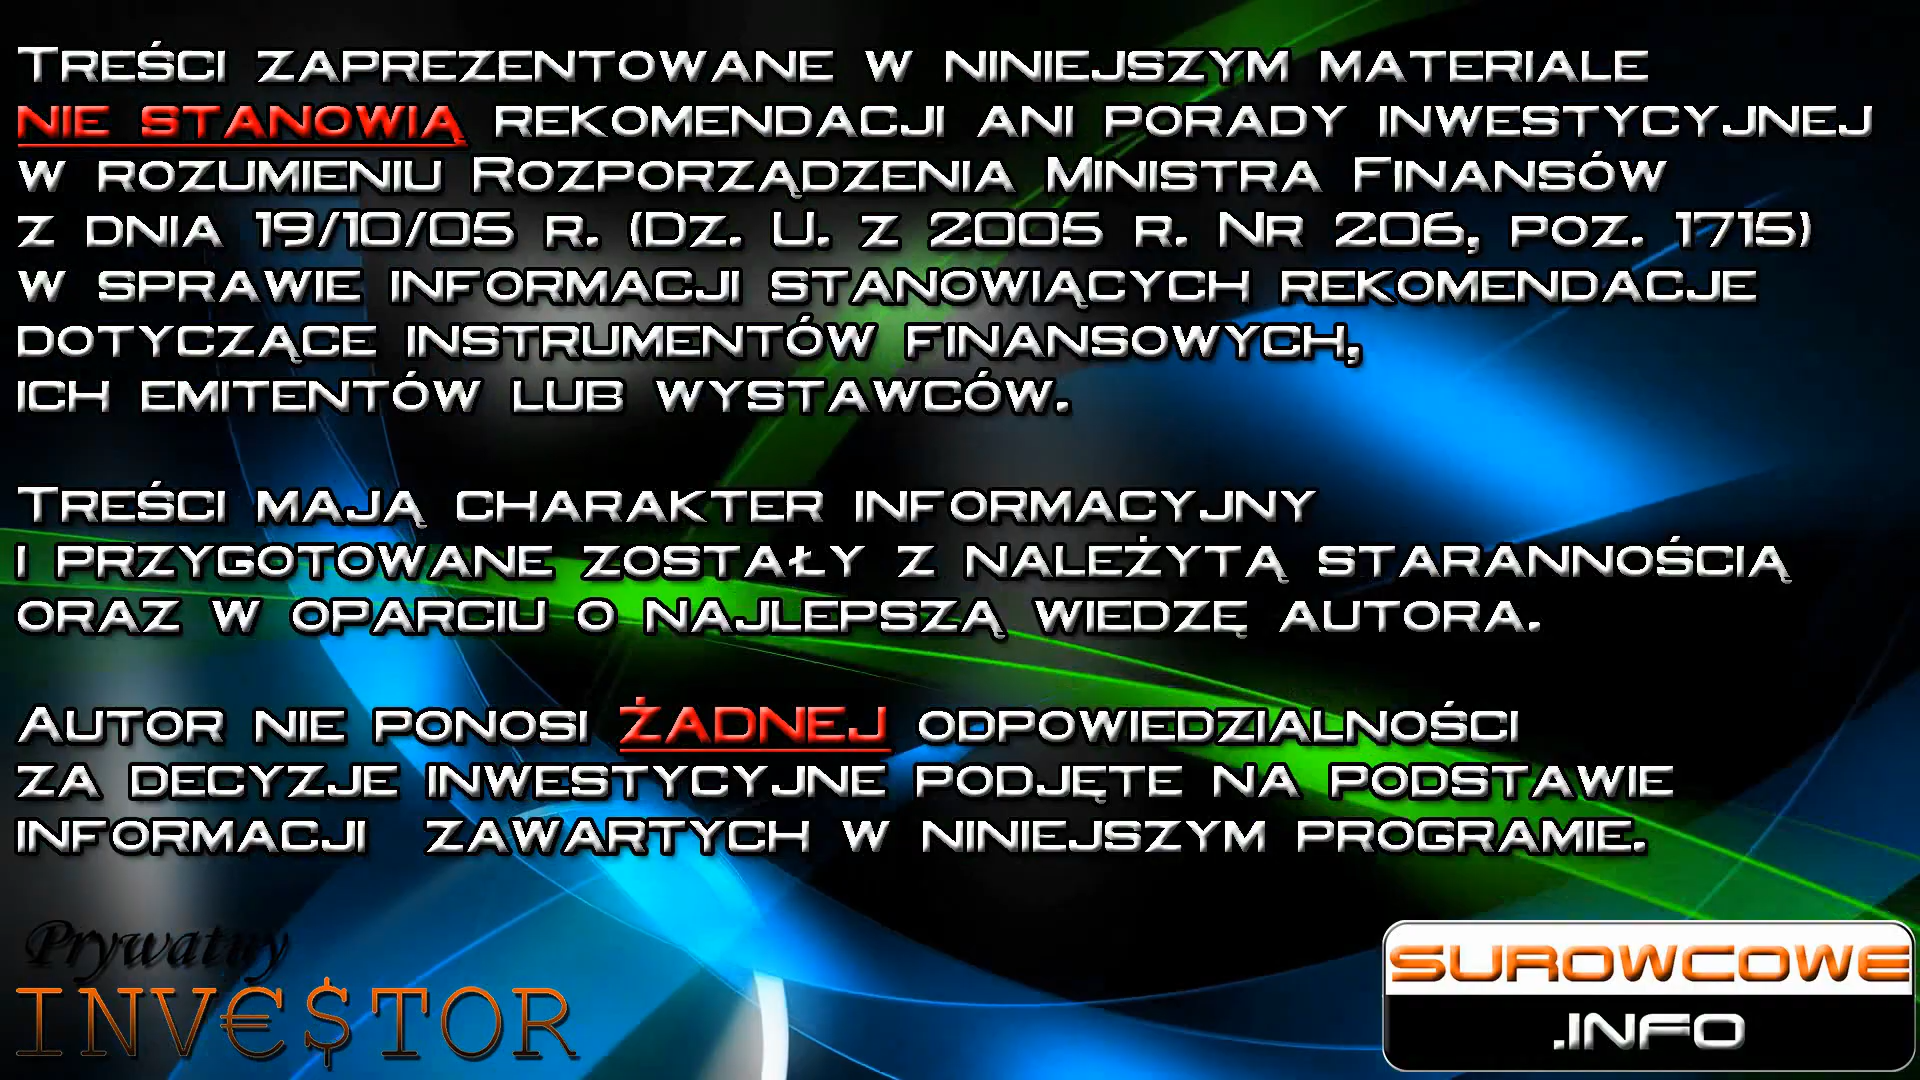 Treści zaprezentowane w niniejszym materiale
nie stanowią rekomendacji ani porady inwestycyjnej
w rozumieniu Rozporządzenia Ministra Finansów
z dnia 19/10/05 r. (Dz. U. z 2005 r. Nr 206, poz. 1715)
w sprawie informacji stanowiących rekomendacje
dotyczące instrumentów finansowych,
ich emitentów lub wystawców.
Treści mają charakter informacyjny
i przygotowane zostały z należytą starannością
oraz w oparciu o najlepszą wiedzę autora.
Autor nie ponosi ŻADNEJ odpowiedzialności
za decyzje inwestycyjne podjęte na podstawie
informacji zawartych w niniejszym programie.
Prywatny
INV€$TOR
SUROWCOWE
.INFO